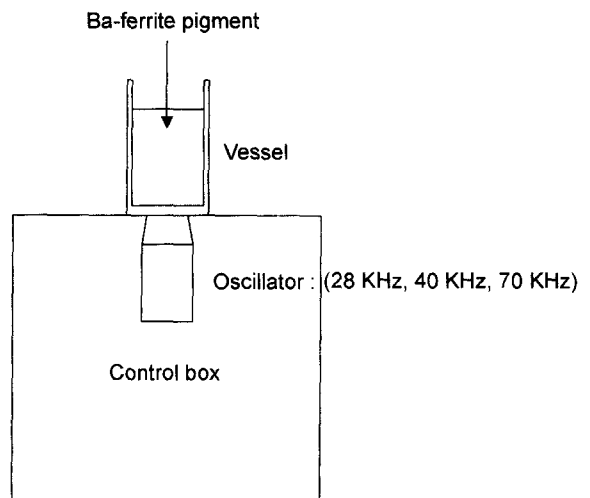 Ba-ferrite pigment
Vessel
Oscillator : (28 KHz, 40 KHz, 70 KHz)
Control box